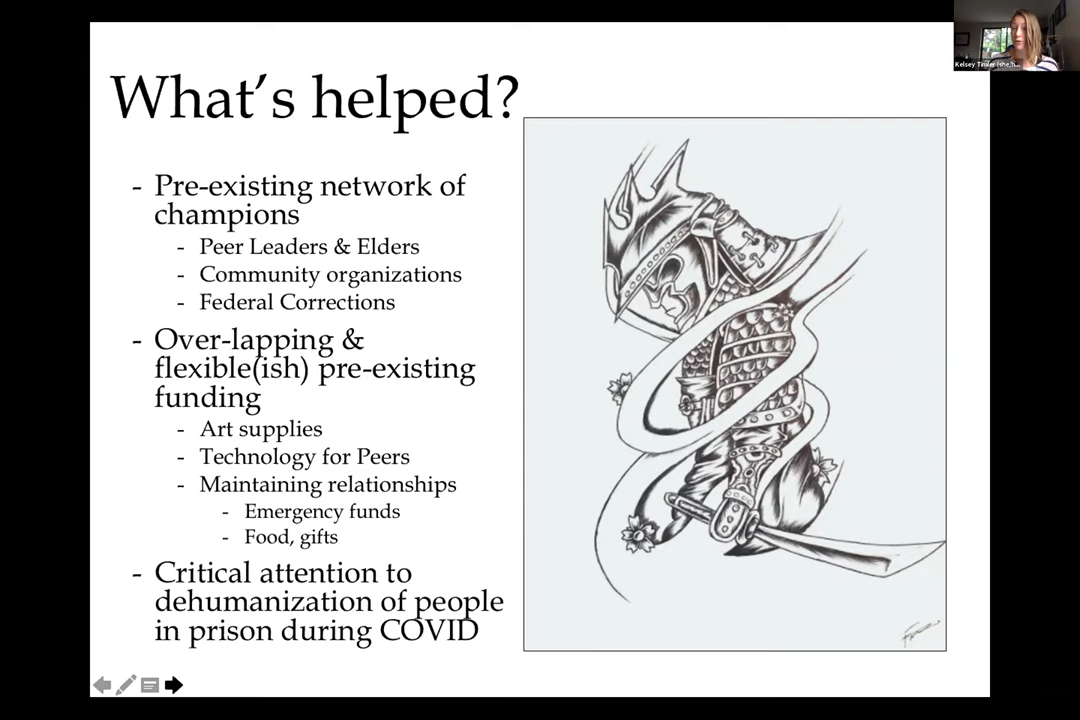 Kelsey
What's helped?
- Pre-existing network of
champions
- Peer Leaders & Elders
- Community organizations
- Federal Corrections
- Over-lapping &
flexible(ish) pre-existing
funding
- Art supplies
- Technology for Peers
- Maintaining relationships
- Emergency funds
- Food, gifts
- Critical attention to
dehumanization of people
in prison during COVID